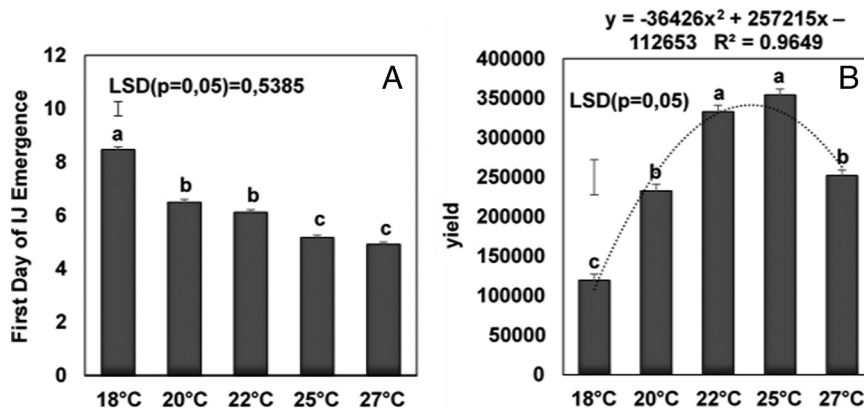 12
10
8
6
4
2
0
First Day of IJ Emergence
LSD(p=0,05)=0,5385
A
a
b
b
c
c
18°C 20°C 22°C 25°C 27°C
y = -36426x² + 257215x –
112653 R² = 0.9649
400000
350000
300000
250000
200000
150000
100000
50000
0
yield
LSD(p=0,05)
B
c
b
a
a
b
18°C 20°C 22°C 25°C 27°C